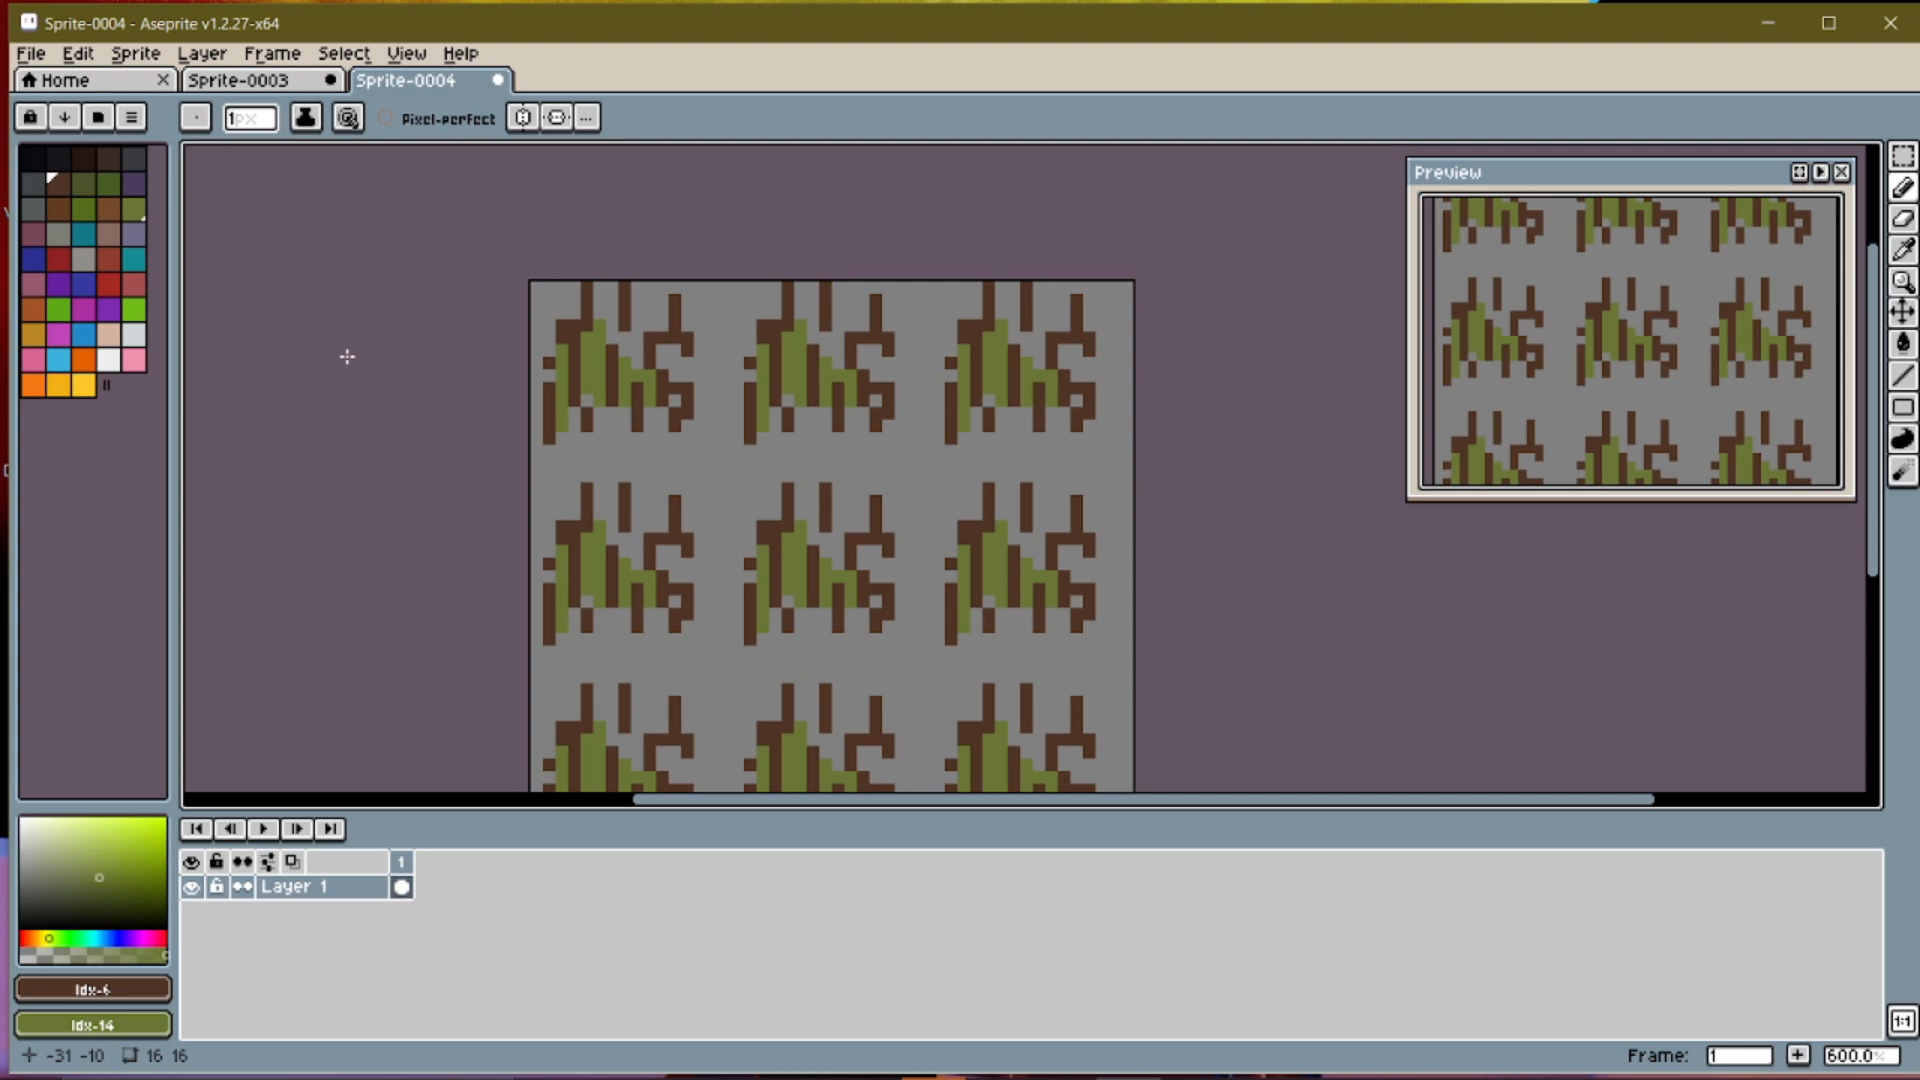 Sprite-0004 - Aseprite v1.2.27-x64
File Edit Sprite Layer Frame Select View Help
Home Sprite-0003 Sprite-0004
1px Pixel-perfect
Preview
1
Layer 1
Idx-6
Idx-14
-31 -10 16 16
Frame: 1 600.0%
1:1